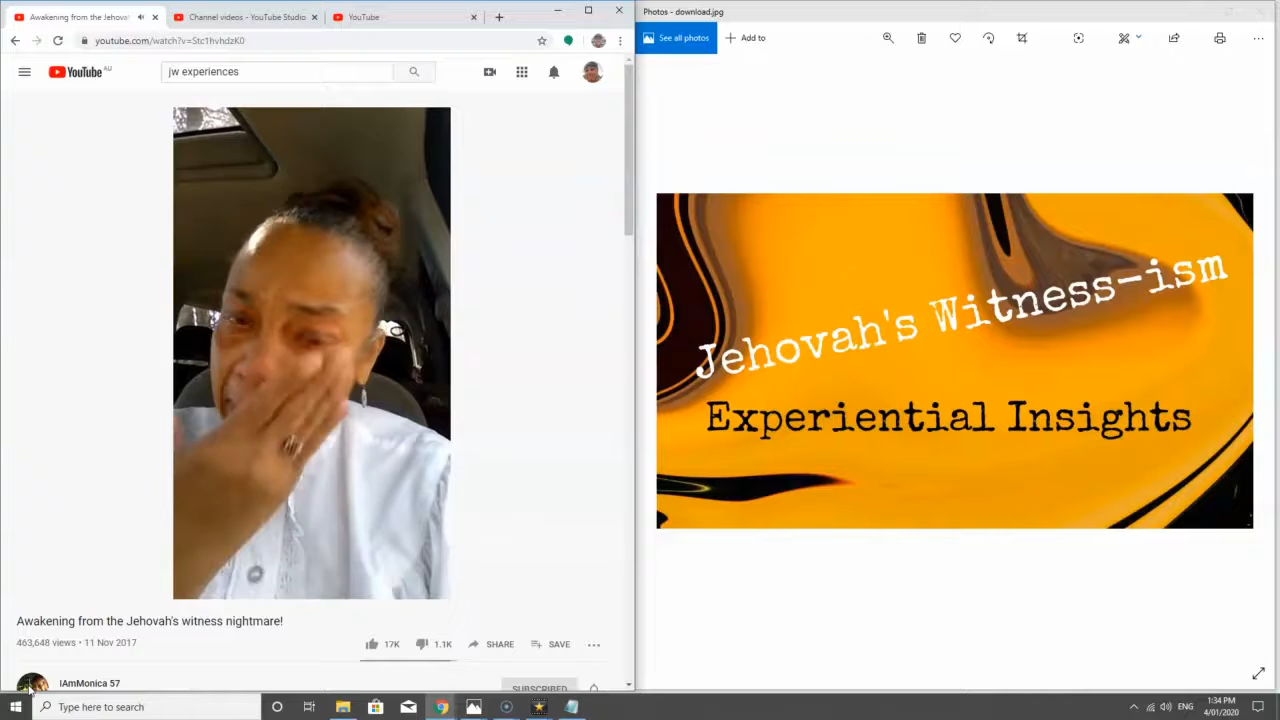 Awakening from the Jehovah's
Channel videos - YouTube Studio
YouTube
youtube.com/watch?v=Stc1hvhdzK0
YouTube AU
jw experiences
Awakening from the Jehovah's witness nightmare!
463,648 views • 11 Nov 2017
17K
1.1K
SHARE
SAVE
IAmMonica 57
SUBSCRIBED
Photos - download.jpg
See all photos
Add to
Jehovah's Witness-ism
Experiential Insights
Type here to search
ENG
1:34 PM
4/01/2020